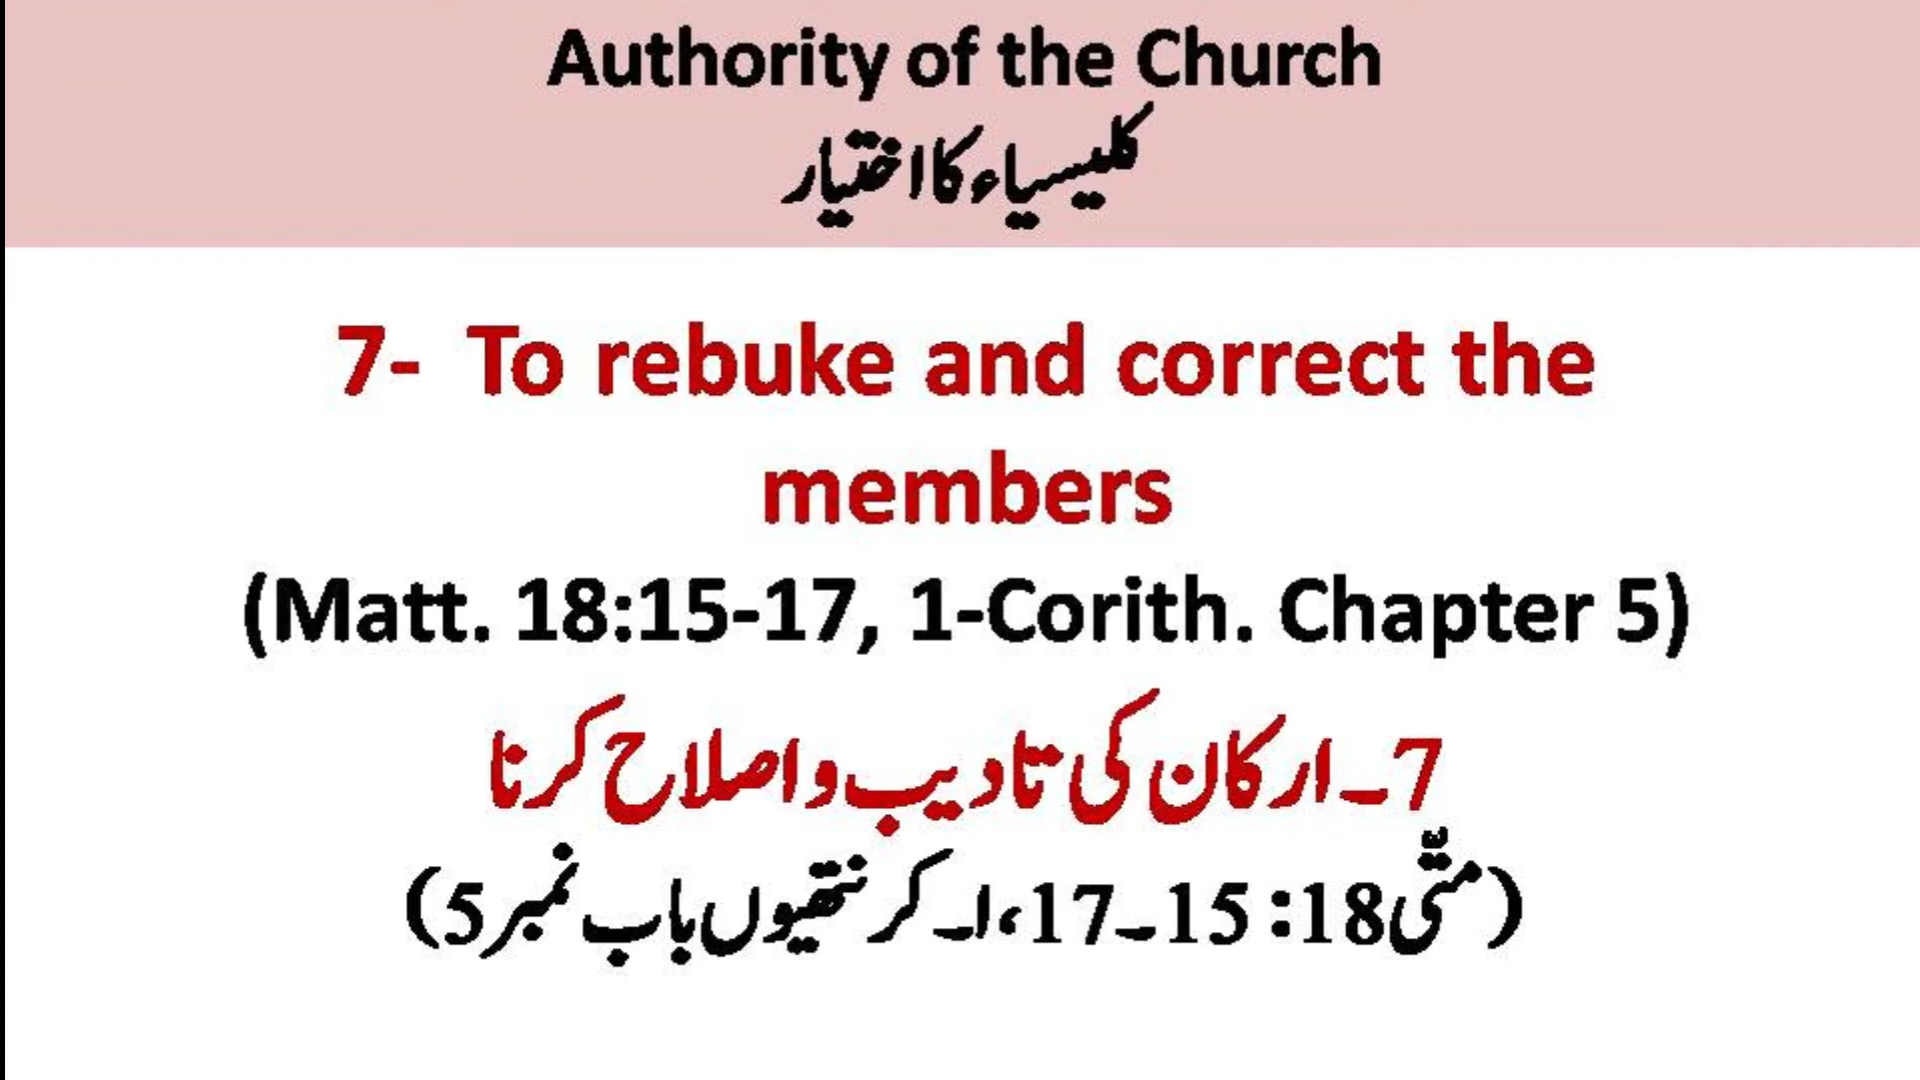 Authority of the Church
کلیسیاء کا اختیار
7- To rebuke and correct the
members
(Matt. 18:15-17, 1-Corith. Chapter 5)
7۔ ارکان کی تادیب و اصلاح کرنا
(متّی 18: 15۔17، ا۔ کرنتھیوں باب نمبر 5)